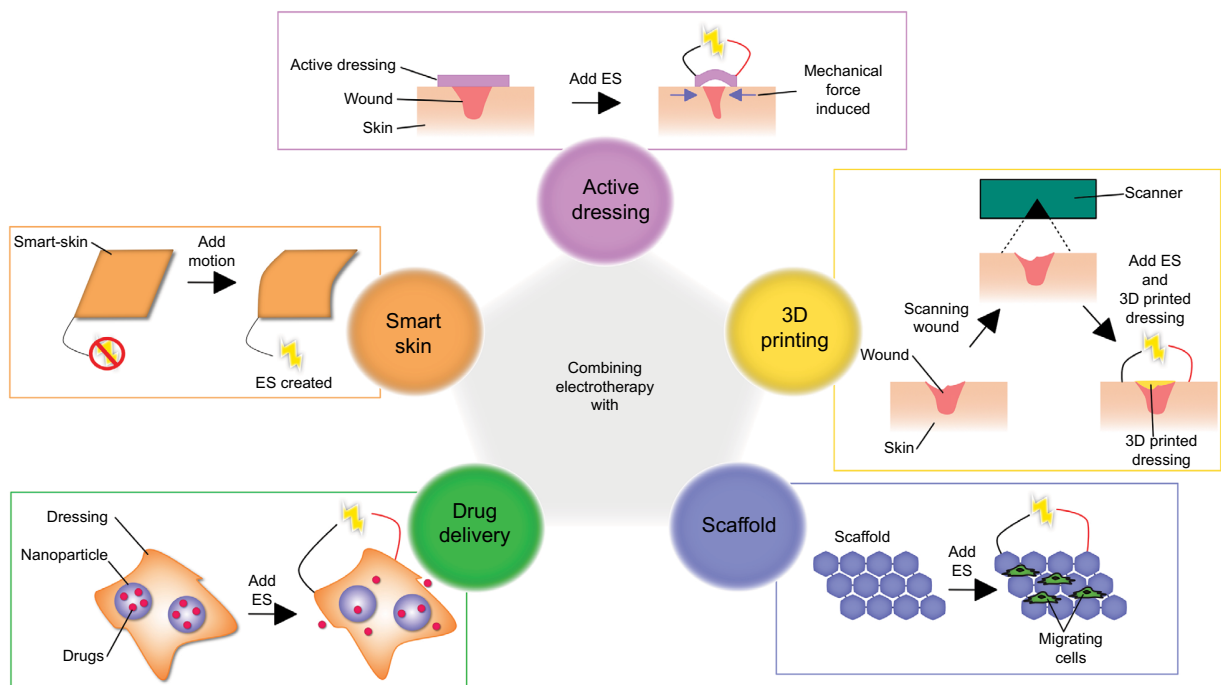 Active dressing
Wound
Skin
Add ES
Mechanical
force
induced
Active
dressing
Scanner
Add ES
and
3D printed
dressing
Scanning
wound
Wound
Skin
3D printed
dressing
3D
printing
Smart-skin
Add
motion
ES created
Smart
skin
Combining
electrotherapy
with
Dressing
Nanoparticle
Drugs
Add
ES
Drug
delivery
Scaffold
Scaffold
Add
ES
Migrating
cells